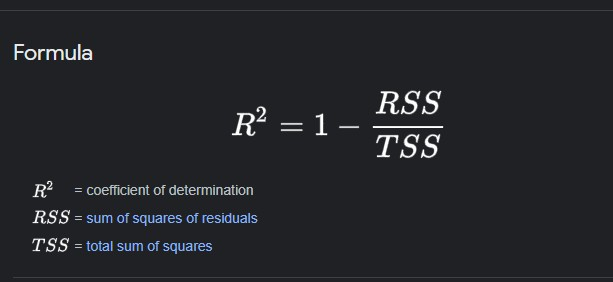 Formula
R² = 1 − RSS/TSS
R² = coefficient of determination
RSS = sum of squares of residuals
TSS = total sum of squares